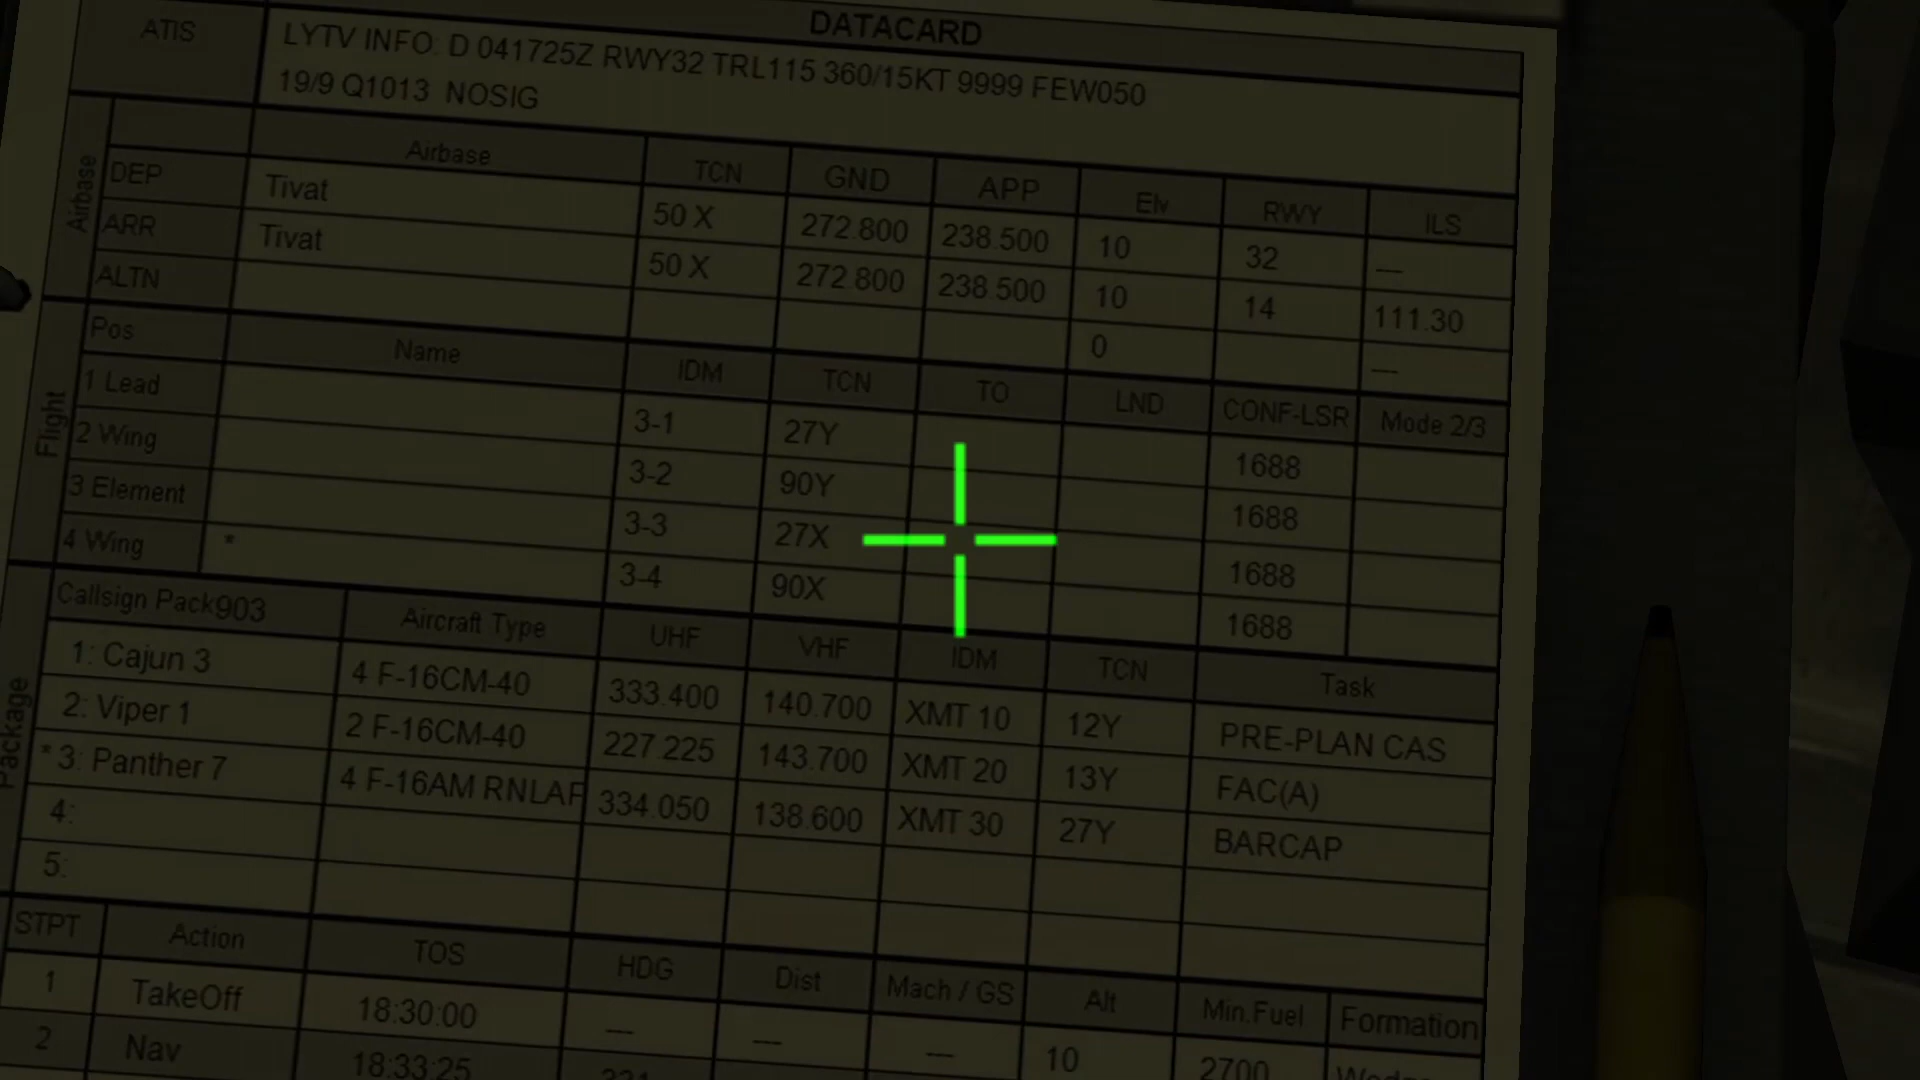 DATACARD
ATIS LYTV INFO: D 041725Z RWY32 TRL115 360/15KT 9999 FEW050
19/9 Q1013 NOSIG
Airbase
Airbase TCN GND APP Elv RWY ILS
DEP Tivat 50 X 272.800 238.500 10 32 ---
ARR Tivat 50 X 272.800 238.500 10 14 111.30
ALTN 0 ---
Flight
Pos Name IDM TCN TO LND CONF-LSR Mode 2/3
1 Lead 3-1 27Y 1688
2 Wing 3-2 90Y 1688
3 Element 3-3 27X 1688
4 Wing * 3-4 90X 1688
Package
Callsign Pack903 Aircraft Type UHF VHF IDM TCN Task
1: Cajun 3 4 F-16CM-40 333.400 140.700 XMT 10 12Y PRE-PLAN CAS
2: Viper 1 2 F-16CM-40 227.225 143.700 XMT 20 13Y FAC(A)
* 3: Panther 7 4 F-16AM RNLAF 334.050 138.600 XMT 30 27Y BARCAP
4:
5:
STPT Action TOS HDG Dist Mach / GS Alt Min.Fuel Formation
1 TakeOff 18:30:00 --- --- --- 10 2700
2 Nav 18:33:25